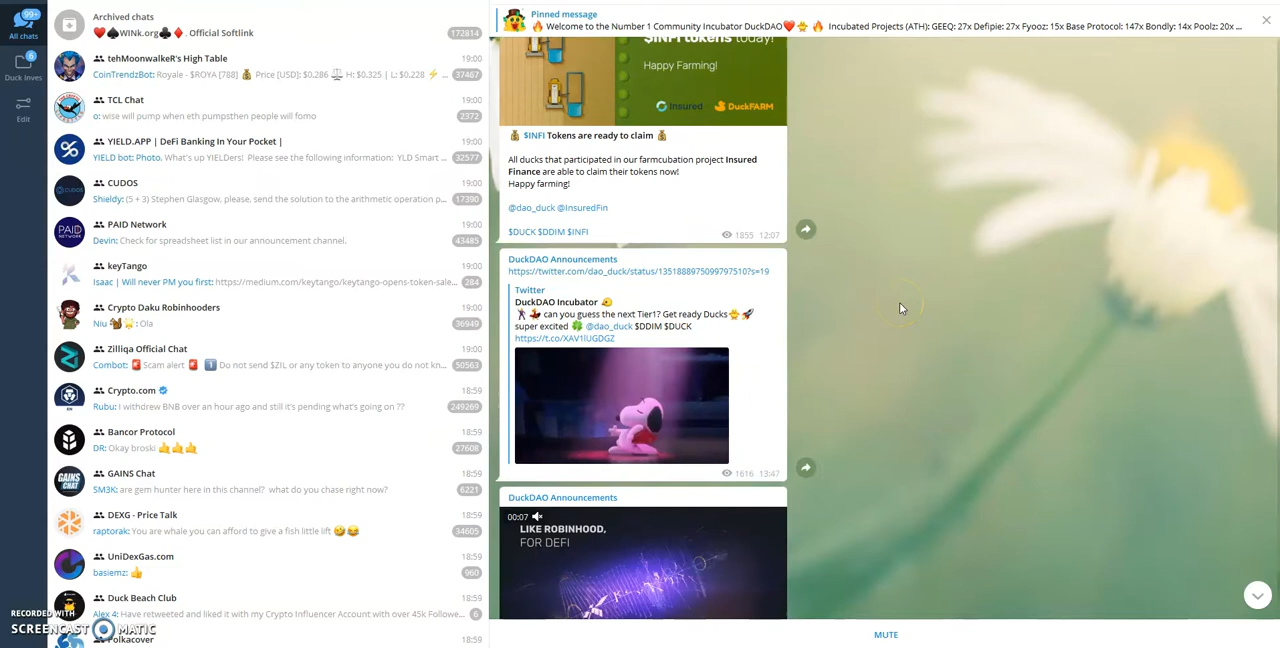 99+
All chats
6
Duck Inves
Edit
Archived chats
WINk.org . Official Softlink
172814
tehMoonwalkeR's High Table
19:00
CoinTrendzBot: Royale - $ROYA [788] Price [USD]: $0.286 H: $0.325 | L: $0.228 ...
37467
TCL Chat
19:00
o: wise will pump when eth pumpsthen people will fomo
2372
YIELD.APP | DeFi Banking In Your Pocket |
19:00
YIELD bot: Photo, What's up YIELDers! Please see the following information: YLD Smart ...
32577
CUDOS
19:00
Shieldy: (5 + 3) Stephen Glasgow, please, send the solution to the arithmetic operation p...
17390
PAID Network
19:00
Devin: Check for spreadsheet list in our announcement channel.
43485
keyTango
19:00
Isaac | Will never PM you first: https://medium.com/keytango/keytango-opens-token-sale...
284
Crypto Daku Robinhooders
19:00
Niu : Ola
36949
Zilliqa Official Chat
19:00
Combot: Scam alert 1 Do not send $ZIL or any token to anyone you do not kn...
50563
Crypto.com
18:59
Rubu: I withdrew BNB over an hour ago and still it's pending what's going on ??
249269
Bancor Protocol
18:59
DR: Okay broski
27608
GAINS CHAT
GAINS Chat
18:59
SM3K: are gem hunter here in this channel? what do you chase right now?
6221
DEXG - Price Talk
18:59
raptorak: You are whale you can afford to give a fish little lift
34605
UniDexGas.com
18:59
basiemz:
960
Duck Beach Club
18:59
Alex 4: Have retweeted and liked it with my Crypto Influencer Account with over 45k Followe...
6
Polkacover
18:59
RECORDED WITH
SCREENCAST MATIC
Pinned message
Welcome to the Number 1 Community Incubator DuckDAO Incubated Projects (ATH): GEEQ: 27x Defipie: 27x Fyooz: 15x Base Protocol: 147x Bondly: 14x Poolz: 20x ...
$INFI tokens today!
Happy Farming!
Insured DuckFARM
$INFI Tokens are ready to claim
All ducks that participated in our farmcubation project Insured
Finance are able to claim their tokens now!
Happy farming!
@dao_duck @InsuredFin
$DUCK $DDIM $INFI
1855 12:07
DuckDAO Announcements
https://twitter.com/dao_duck/status/1351888975099797510?s=19
Twitter
DuckDAO Incubator
can you guess the next Tier1? Get ready Ducks
super excited @dao_duck $DDIM $DUCK
https://t.co/XAV1lUGDGZ
1616 13:47
DuckDAO Announcements
00:07
LIKE ROBINHOOD,
FOR DEFI
MUTE